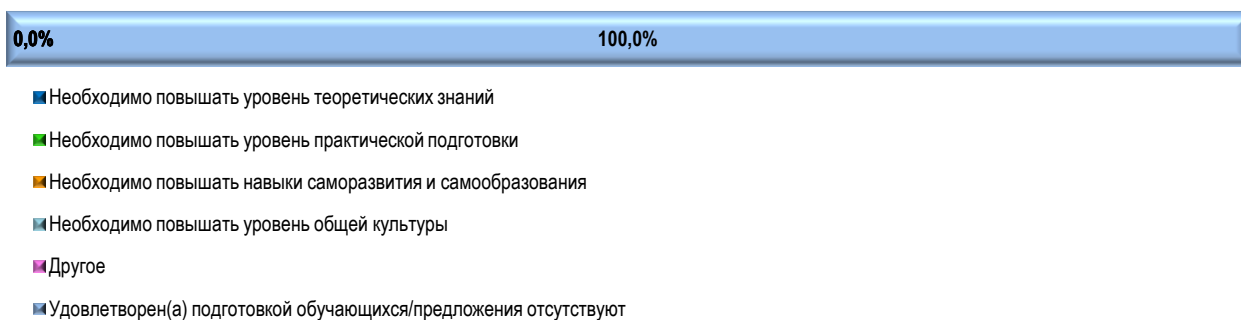 0,0% 100,0%
Необходимо повышать уровень теоретических знаний
Необходимо повышать уровень практической подготовки
Необходимо повышать навыки саморазвития и самообразования
Необходимо повышать уровень общей культуры
Другое
Удовлетворен(а) подготовкой обучающихся/предложения отсутствуют